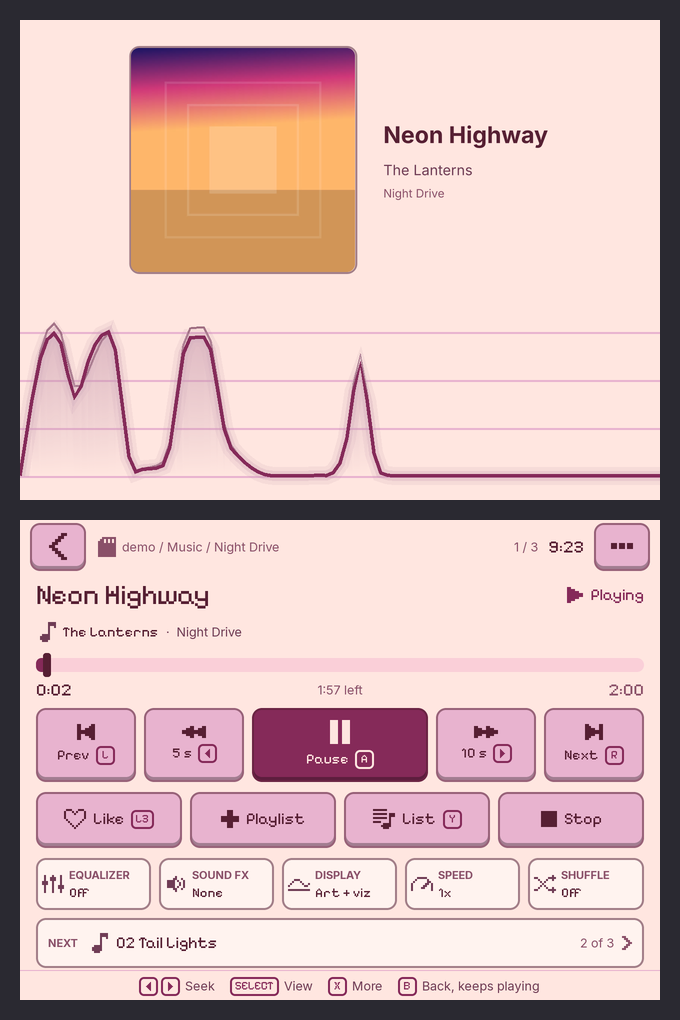 Neon Highway
The Lanterns
Night Drive
demo / Music / Night Drive
1 / 3 9:23
Neon Highway
Playing
The Lanterns · Night Drive
0:02 1:57 left 2:00
Prev L
5 s
Pause A
10 s
Next R
Like L3
Playlist
List Y
Stop
EQUALIZER
Off
SOUND FX
None
DISPLAY
Art + viz
SPEED
1x
SHUFFLE
Off
NEXT 02 Tail Lights 2 of 3
Seek SELECT View X More B Back, keeps playing